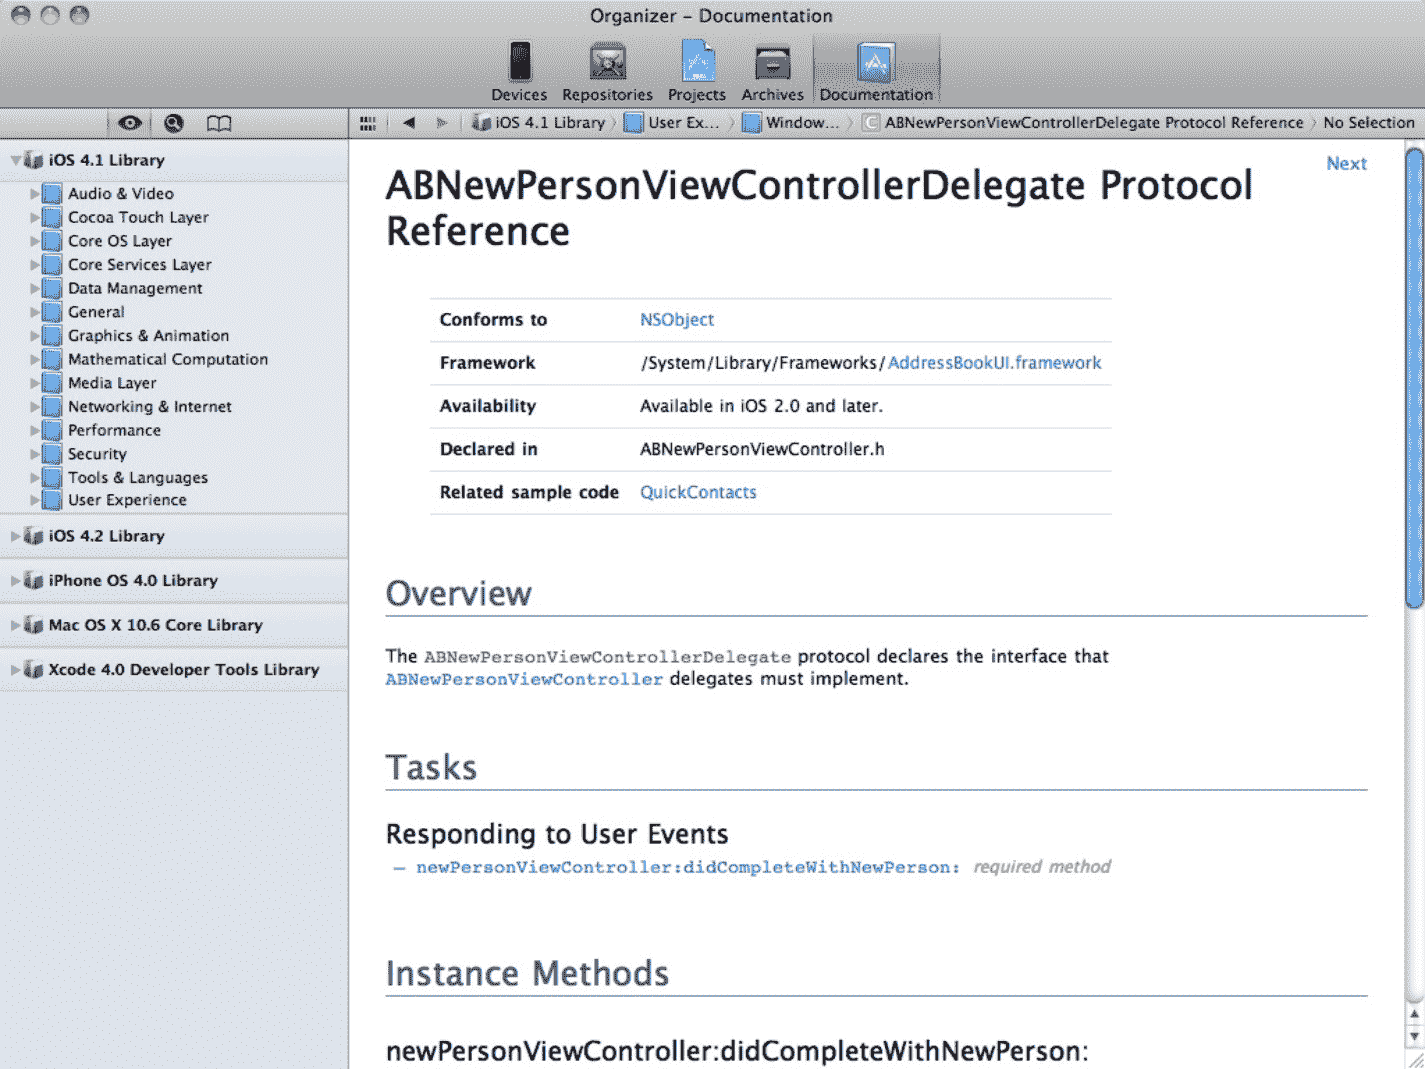 Organizer – Documentation
Devices Repositories Projects Archives Documentation
iOS 4.1 Library User Ex... Window... C ABNewPersonViewControllerDelegate Protocol Reference No Selection
iOS 4.1 Library
Audio & Video
Cocoa Touch Layer
Core OS Layer
Core Services Layer
Data Management
General
Graphics & Animation
Mathematical Computation
Media Layer
Networking & Internet
Performance
Security
Tools & Languages
User Experience
iOS 4.2 Library
iPhone OS 4.0 Library
Mac OS X 10.6 Core Library
Xcode 4.0 Developer Tools Library
Next
ABNewPersonViewControllerDelegate Protocol
Reference
Conforms to NSObject
Framework /System/Library/Frameworks/AddressBookUI.framework
Availability Available in iOS 2.0 and later.
Declared in ABNewPersonViewController.h
Related sample code QuickContacts
Overview
The ABNewPersonViewControllerDelegate protocol declares the interface that
ABNewPersonViewController delegates must implement.
Tasks
Responding to User Events
– newPersonViewController:didCompleteWithNewPerson: required method
Instance Methods
newPersonViewController:didCompleteWithNewPerson: